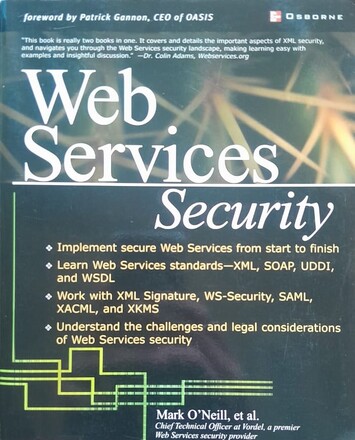 foreword by Patrick Gannon, CEO of OASIS
OSBORNE
"This book is really two books in one. It covers and details the important aspects of XML security,
and navigates you through the Web Services security landscape, making learning easy with
examples and insightful discussion." —Dr. Colin Adams, Webservices.org
Web
Services
Security
❖ Implement secure Web Services from start to finish
❖ Learn Web Services standards—XML, SOAP, UDDI,
and WSDL
❖ Work with XML Signature, WS-Security, SAML,
XACML, and XKMS
❖ Understand the challenges and legal considerations
of Web Services security
Mark O'Neill, et al.
Chief Technical Officer at Vordel, a premier
Web Services security provider